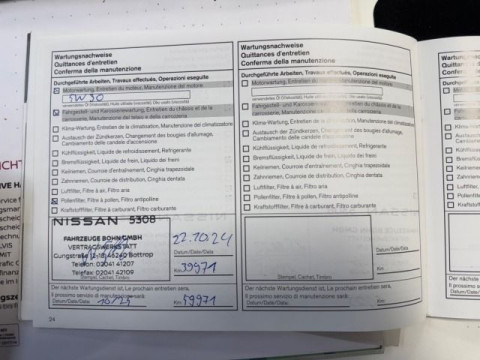 Wartungsnachweise
Quittances d'entretien
Conferma della manutenzione
Durchgeführte Arbeiten, Travaux effectués, Operazioni eseguite
Motorwartung, Entretien du moteur, Manutenzione del motore
5W30
Fahrgestell- und Karosseriewartung, Entretien du châssis et de la
carrosserie, Manutenzione del telaio e della carrozzeria
Klima-Wartung, Entretien de la climatisation, Manutenzione del climatizzatore
Austausch der Zündkerzen, Changement des bougies d'allumage,
Cambiamento delle candele d'accensione
Kühlflüssigkeit, Liquide de refroidissement, Refrigerante
Bremsflüssigkeit, Liquide de frein, Liquido dei freni
Keilriemen, Courroie d'entraînement, Cinghia trapezoidale
Zahnriemen, Courroie de distribution, Cinghia dentata
Luftfilter, Filtre à air, Filtro aria
Pollenfilter, Filtre à pollen, Filtro antipolline
Kraftstofffilter, Filtre à carburant, Filtro carburante
NISSAN 5308
FAHRZEUGE BOHN GMBH
VERTRAGSWERKSTATT
Gungstraße 46240 Bottrop
Telefon: 02041 41207
Telefax: 02041 42109
Stempel, Cachet, Timbro
22.10.24
Datum/Date/Data
39971
Km
Der nächste Wartungsdienst ist, Le prochain entretien sera,
Il prossimo servizio di manutenzione sarà:
Datum/Date/Data 10/25 Km 59971
24
Wartungsnachweise
Quittances d'entretien
Conferma della manutenzione
Durchgeführte Arbeiten, Travaux effectués, Operazioni eseguite
Motorwartung, Entretien du moteur, Manutenzione del motore
Fahrgestell- und Karosseriewartung, Entretien du châssis et de la
carrosserie, Manutenzione del telaio e della carrozzeria
Klima-Wartung, Entretien de la climatisation, Manutenzione del climatizzatore
Austausch der Zündkerzen, Changement des bougies d'allumage,
Cambiamento delle candele d'accensione
Kühlflüssigkeit, Liquide de refroidissement, Refrigerante
Bremsflüssigkeit, Liquide de frein, Liquido dei freni
Keilriemen, Courroie d'entraînement, Cinghia trapezoidale
Zahnriemen, Courroie de distribution, Cinghia dentata
Luftfilter, Filtre à air, Filtro aria
Pollenfilter, Filtre à pollen, Filtro antipolline
Kraftstofffilter, Filtre à carburant, Filtro carburante
Datum/Date/Data
Km
Stempel, Cachet, Timbro
Der nächste Wartungsdienst ist, Le prochain entretien sera,
Il prossimo servizio di manutenzione sarà:
Datum/Date/Data Km